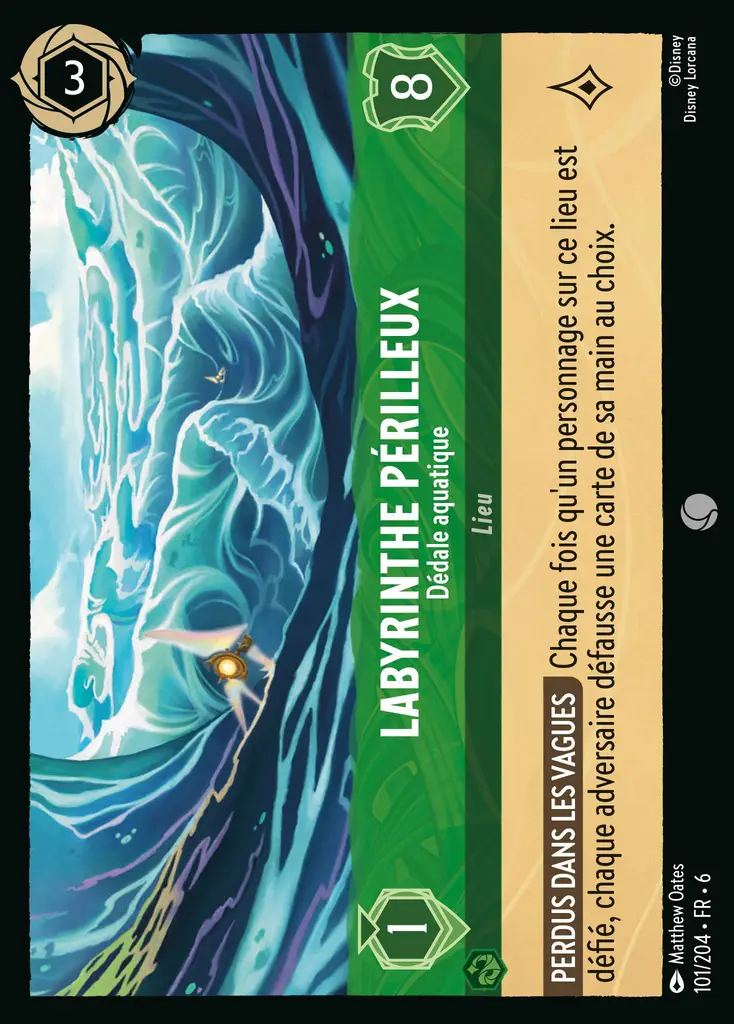 3
LABYRINTHE PÉRILLEUX
Dédale aquatique
1
8
Lieu
PERDUS DANS LES VAGUES Chaque fois qu'un personnage sur ce lieu est
défié, chaque adversaire défausse une carte de sa main au choix.
Matthew Oates
101/204 • FR • 6
©Disney
Disney Lorcana